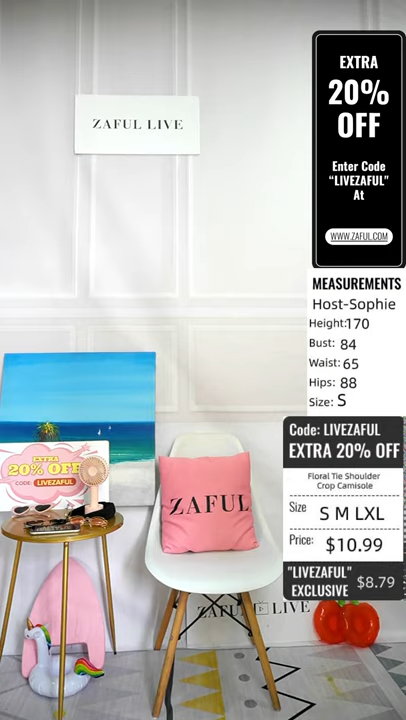 ZAFUL LIVE
EXTRA
20%
OFF
Enter Code
"LIVEZAFUL"
At
WWW.ZAFUL.COM
MEASUREMENTS
Host-Sophie
Height:170
Bust: 84
Waist: 65
Hips: 88
Size: S
Code: LIVEZAFUL
EXTRA 20% OFF
Floral Tie Shoulder
Crop Camisole
Size S M LXL
Price: $10.99
"LIVEZAFUL"
EXCLUSIVE $8.79
EXTRA
20% OFF
CODE: LIVEZAFUL
ZAFUL
ZAFUL LIVE